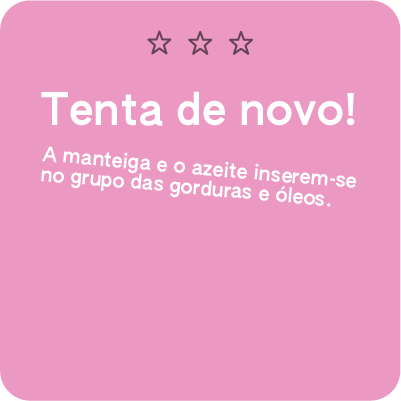 Tenta de novo!
A manteiga e o azeite inserem-se
no grupo das gorduras e óleos.